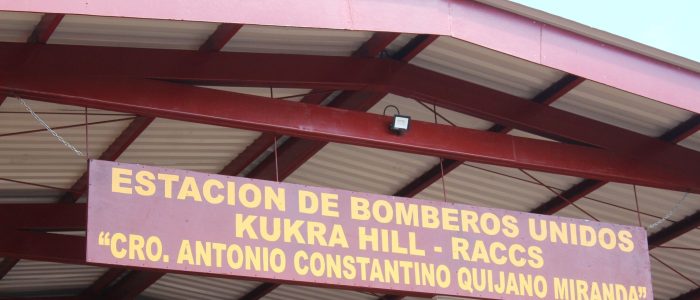 ESTACION DE BOMBEROS UNIDOS
KUKRA HILL - RACCS
“CRO. ANTONIO CONSTANTINO QUIJANO MIRANDA”